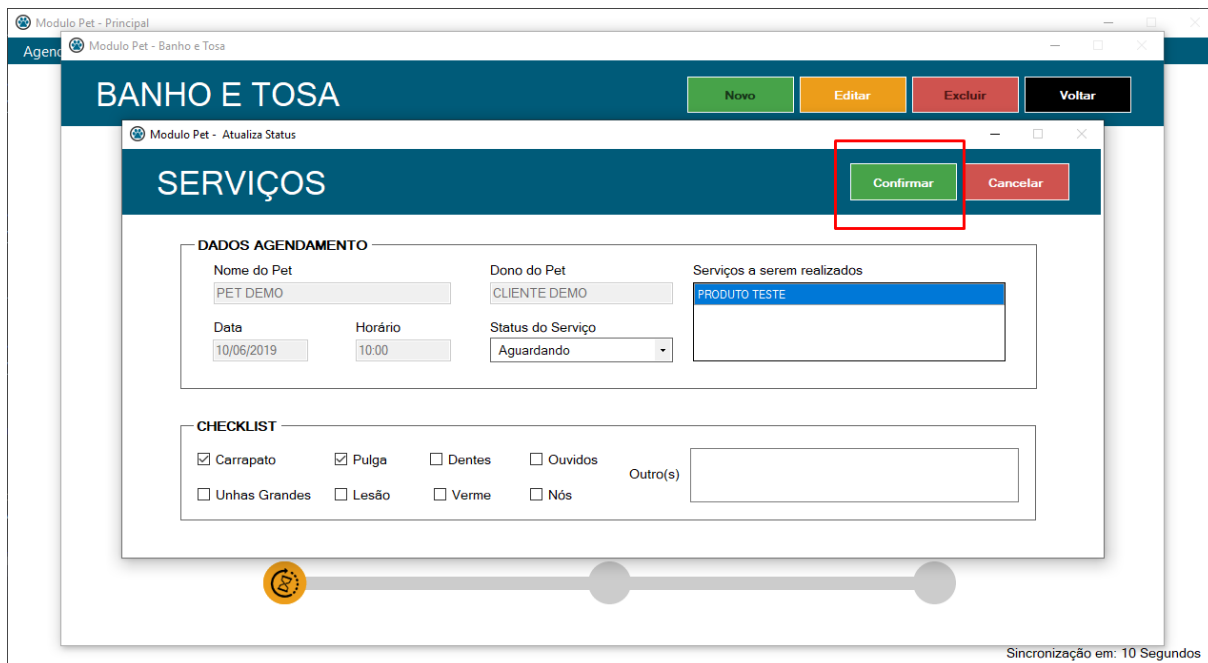 Modulo Pet - Principal
Agend
Modulo Pet - Banho e Tosa
BANHO E TOSA
Novo
Editar
Excluir
Voltar
Modulo Pet - Atualiza Status
SERVIÇOS
Confirmar
Cancelar
DADOS AGENDAMENTO
Nome do Pet
Dono do Pet
Serviços a serem realizados
PET DEMO
CLIENTE DEMO
PRODUTO TESTE
Data
Horário
Status do Serviço
10/06/2019
10:00
Aguardando
CHECKLIST
Carrapato
Pulga
Dentes
Ouvidos
Outro(s)
Unhas Grandes
Lesão
Verme
Nós
Sincronização em: 10 Segundos